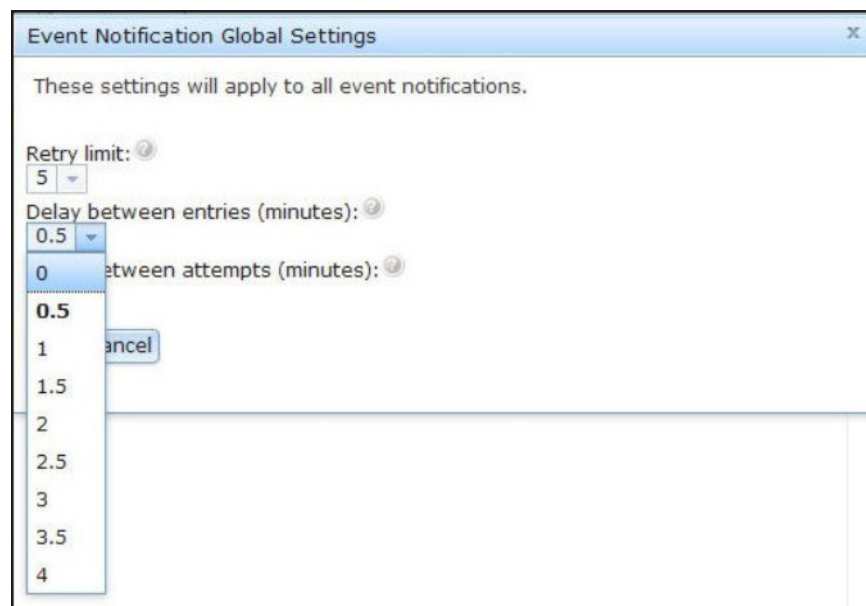 Event Notification Global Settings x
These settings will apply to all event notifications.
Retry limit: ?
5
Delay between entries (minutes): ?
0.5
between attempts (minutes): ?
0
0.5
1
ancel
1.5
2
2.5
3
3.5
4